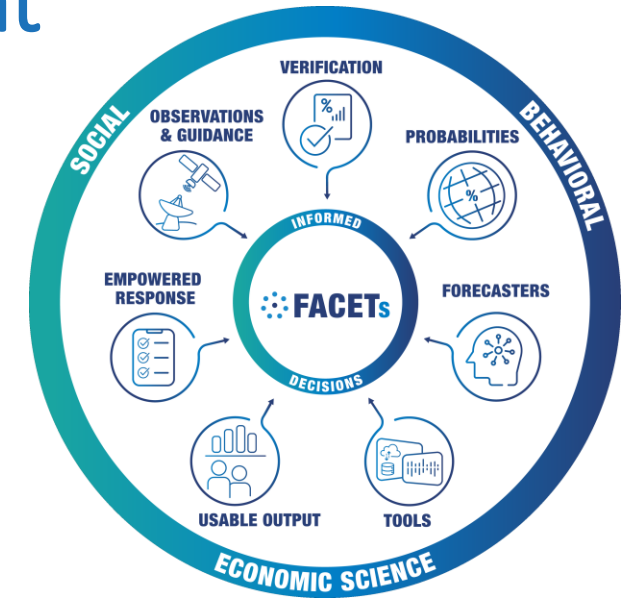 VERIFICATION
%
OBSERVATIONS
& GUIDANCE
PROBABILITIES
%
SOCIAL
BEHAVIORAL
INFORMED
EMPOWERED
RESPONSE
FACETs
FORECASTERS
DECISIONS
USABLE OUTPUT
TOOLS
ECONOMIC SCIENCE